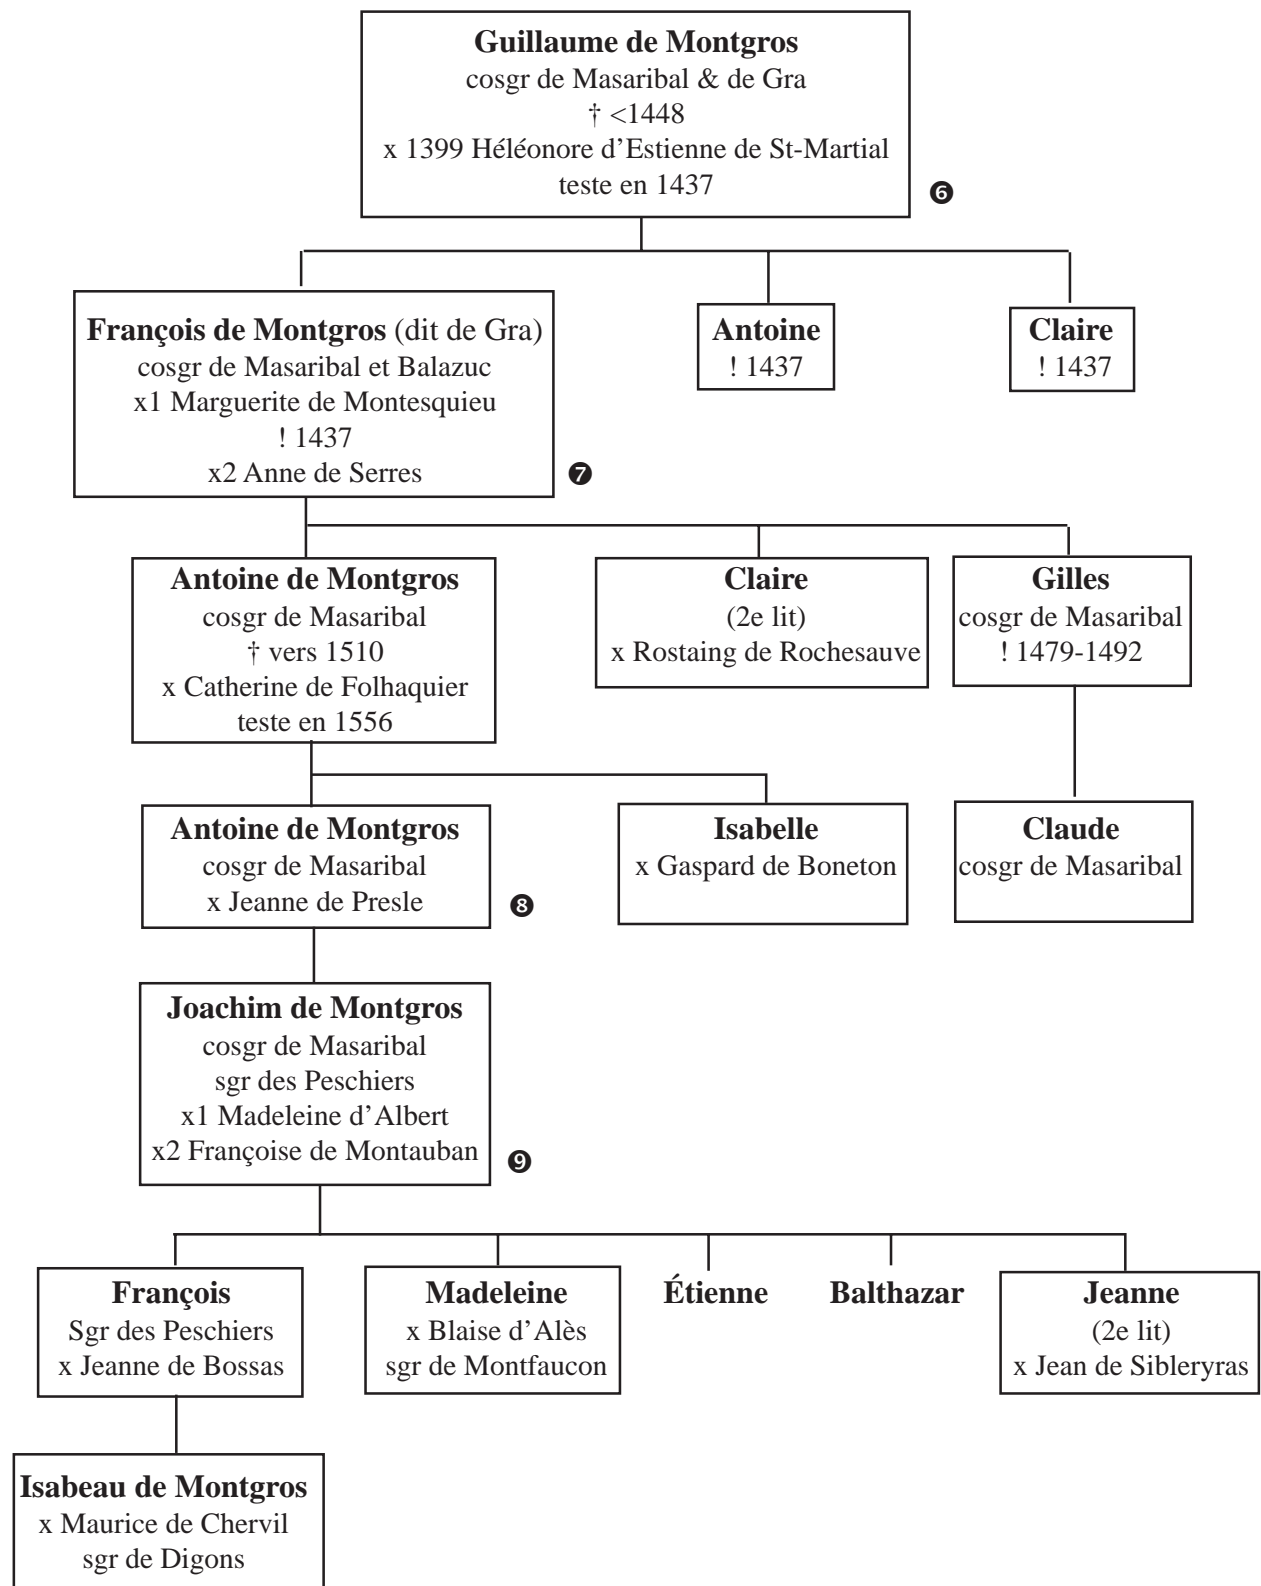 Guillaume de Montgros
cosgr de Masaribal & de Gra
† <1448
x 1399 Héléonore d’Estienne de St-Martial
teste en 1437
❻
François de Montgros (dit de Gra)
cosgr de Masaribal et Balazuc
x1 Marguerite de Montesquieu
! 1437
x2 Anne de Serres
❼
Antoine
! 1437
Claire
! 1437
Antoine de Montgros
cosgr de Masaribal
† vers 1510
x Catherine de Folhaquier
teste en 1556
Claire
(2e lit)
x Rostaing de Rochesauve
Gilles
cosgr de Masaribal
! 1479-1492
Antoine de Montgros
cosgr de Masaribal
x Jeanne de Presle
❽
Isabelle
x Gaspard de Boneton
Claude
cosgr de Masaribal
Joachim de Montgros
cosgr de Masaribal
sgr des Peschiers
x1 Madeleine d’Albert
x2 Françoise de Montauban
❾
François
Sgr des Peschiers
x Jeanne de Bossas
Madeleine
x Blaise d’Alès
sgr de Montfaucon
Étienne
Balthazar
Jeanne
(2e lit)
x Jean de Sibleryras
Isabeau de Montgros
x Maurice de Chervil
sgr de Digons